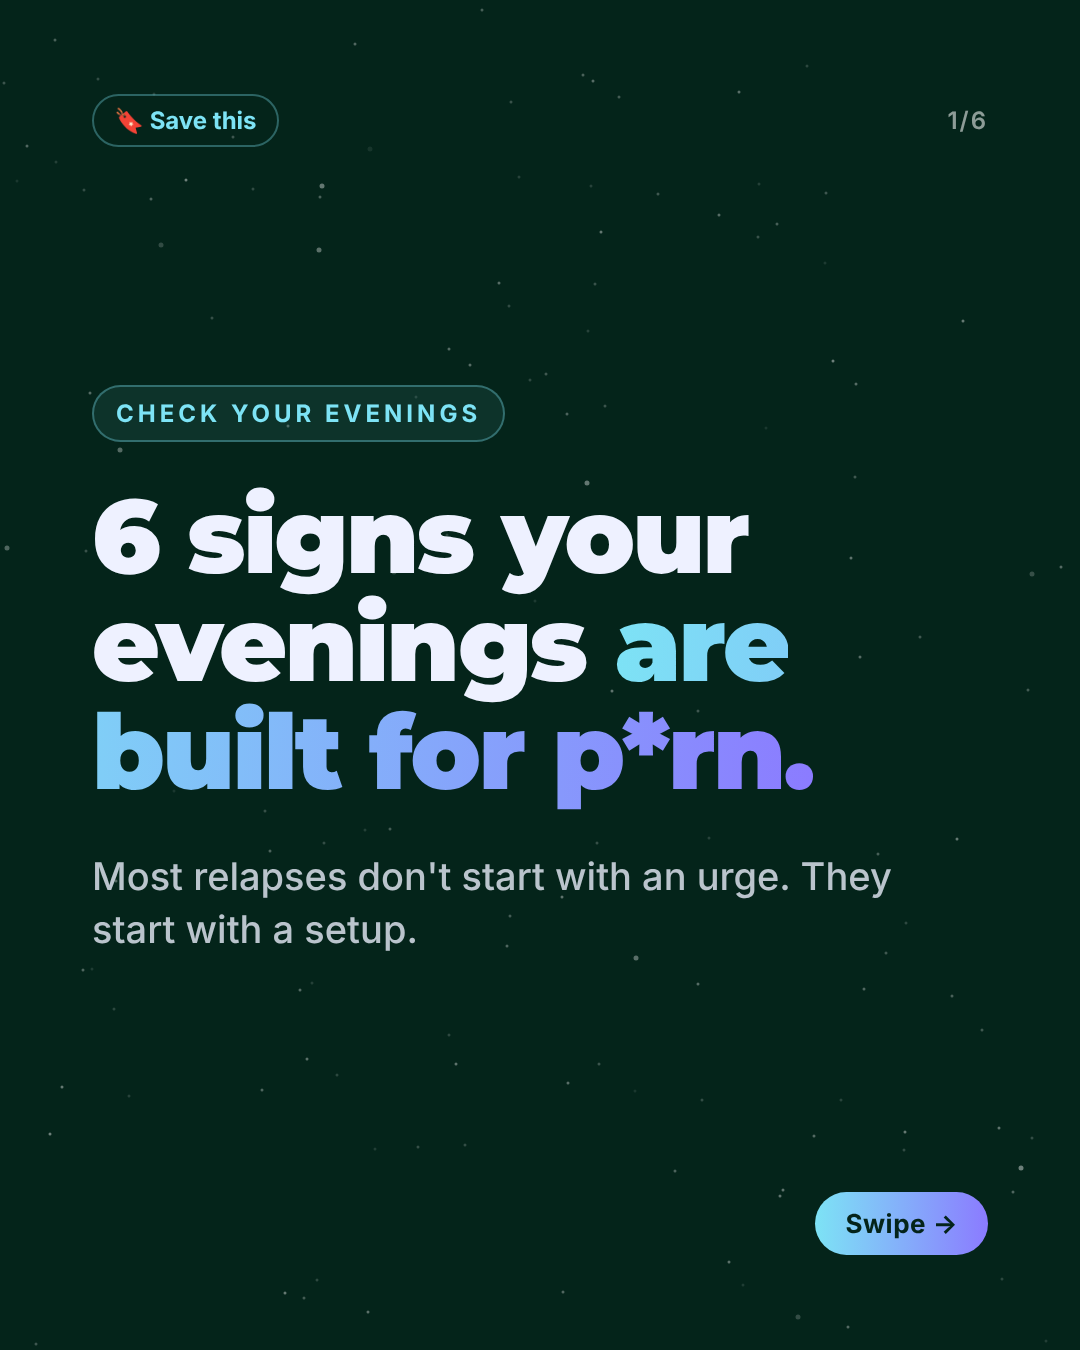 🔖 Save this
1/6
CHECK YOUR EVENINGS
6 signs your
evenings are
built for p*rn.
Most relapses don't start with an urge. They
start with a setup.
Swipe →